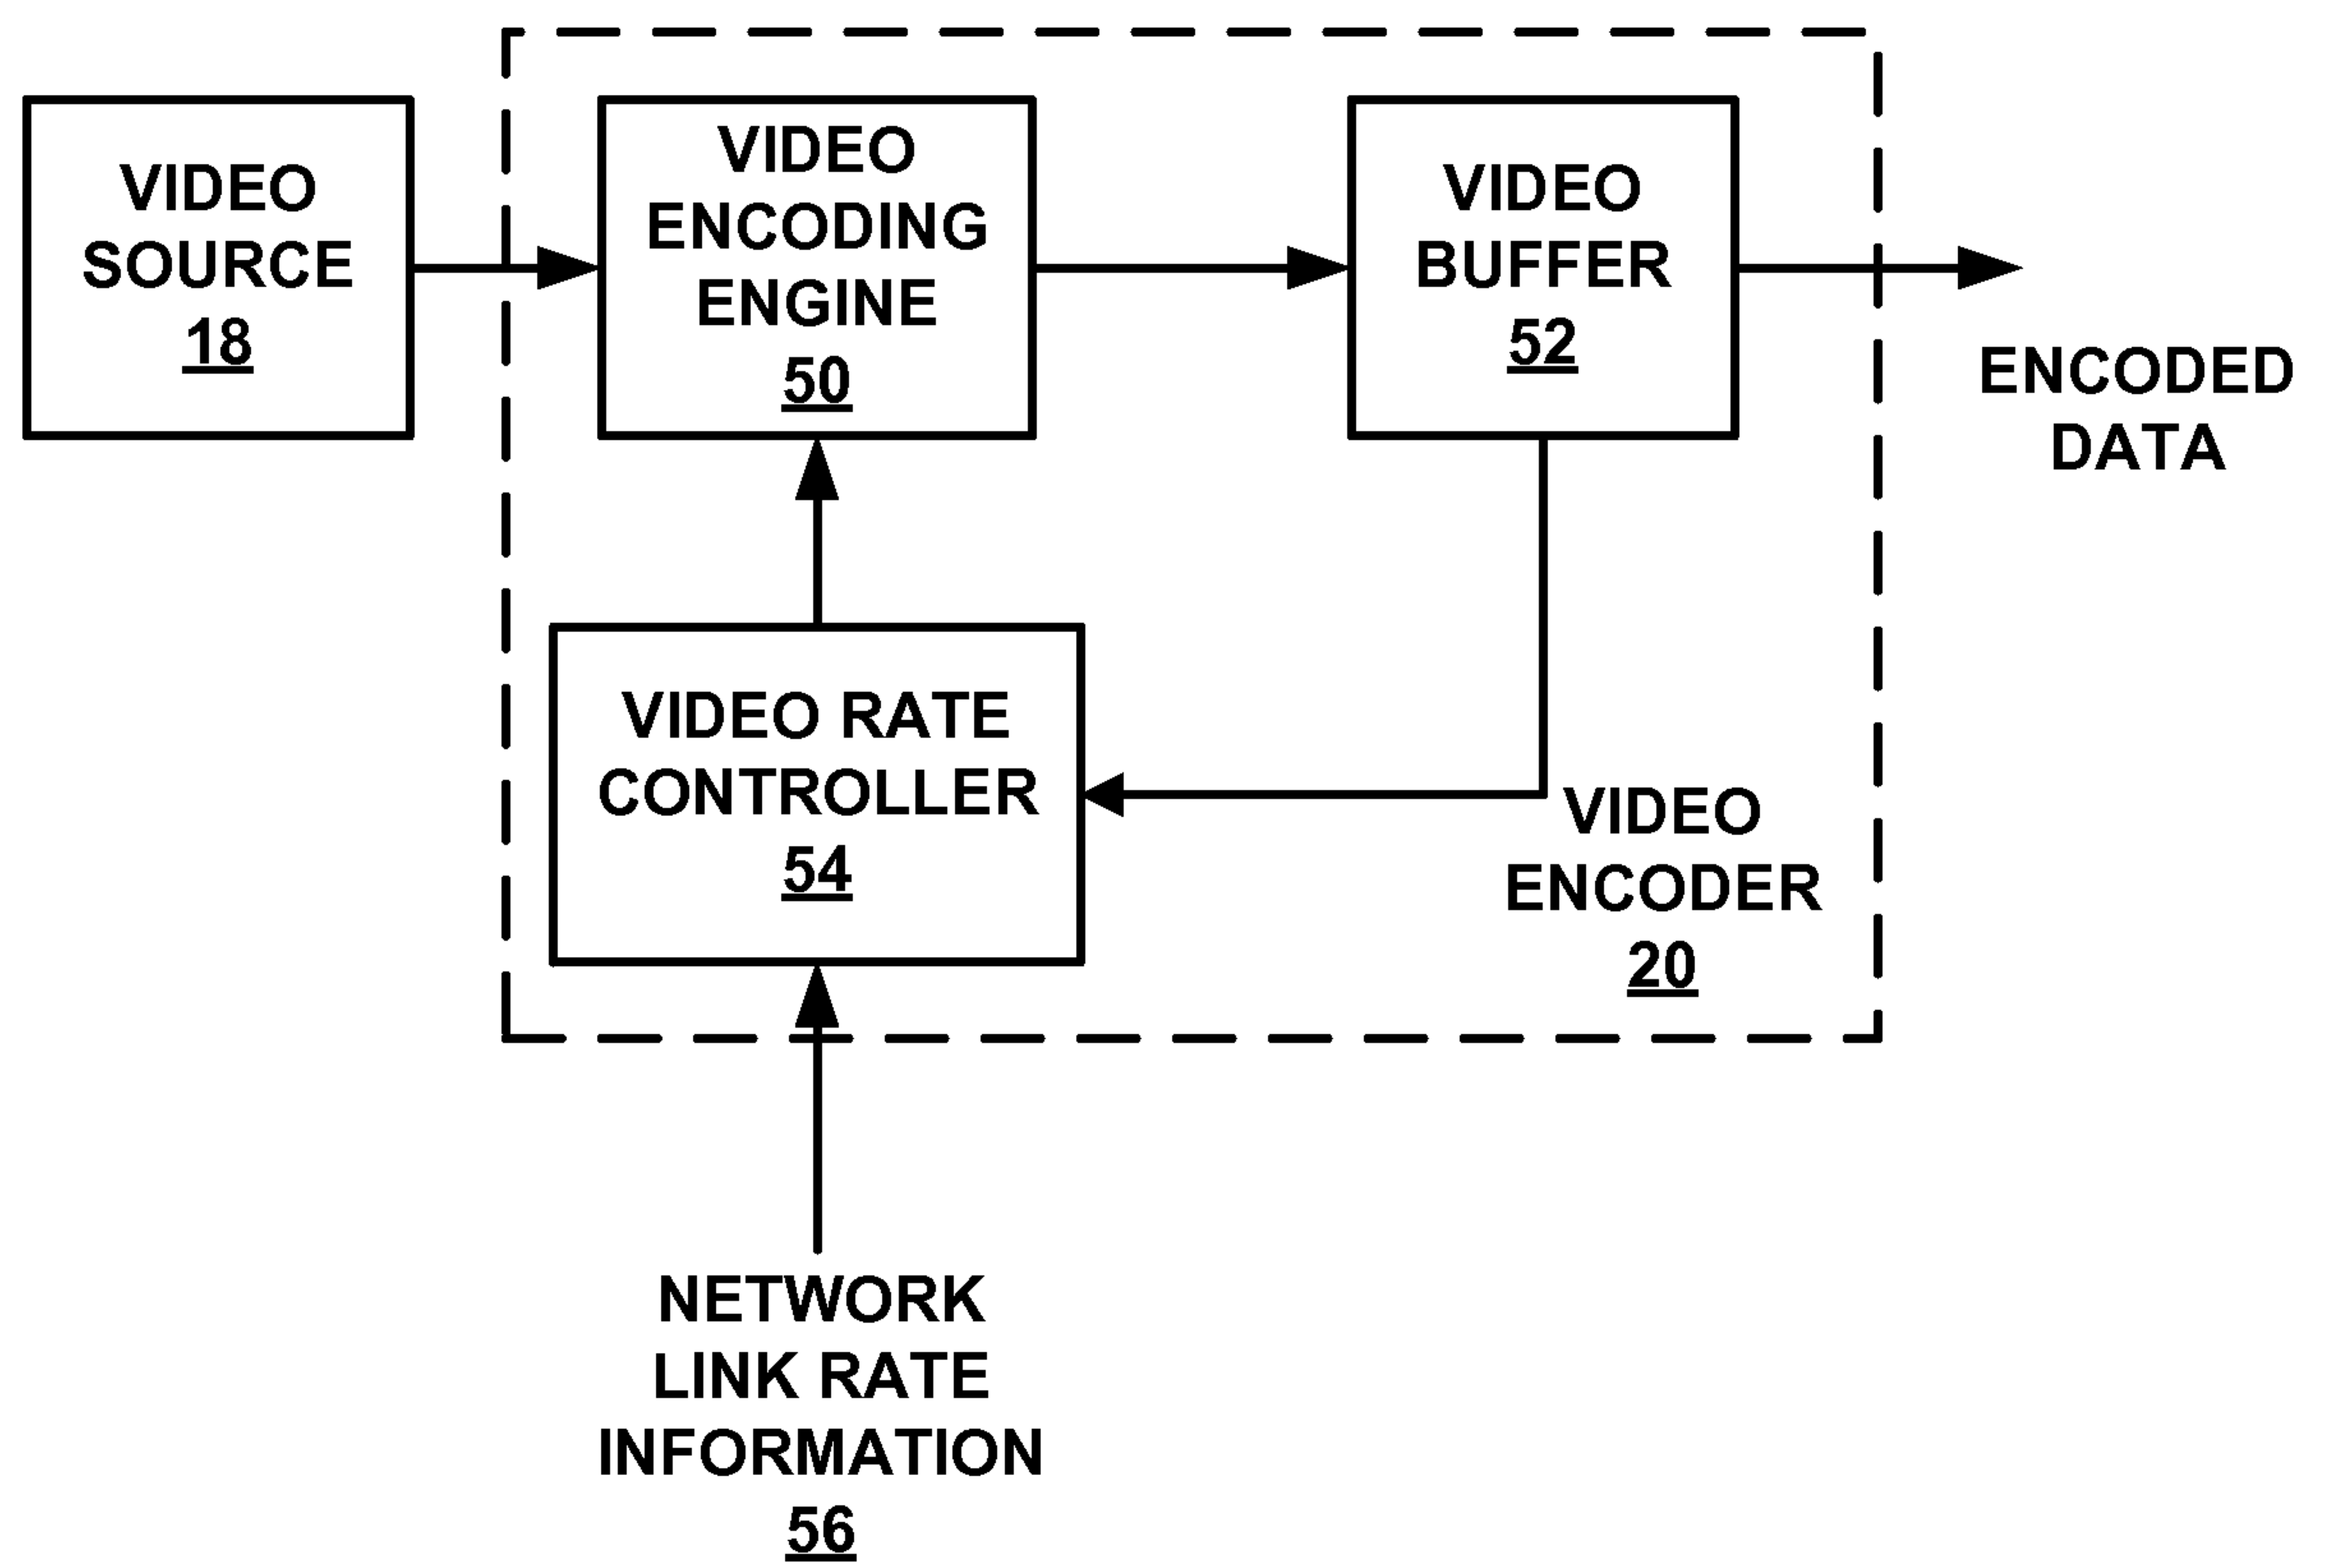 VIDEO
SOURCE
18
VIDEO
ENCODING
ENGINE
50
VIDEO
BUFFER
52
ENCODED
DATA
VIDEO RATE
CONTROLLER
54
VIDEO
ENCODER
20
NETWORK
LINK RATE
INFORMATION
56